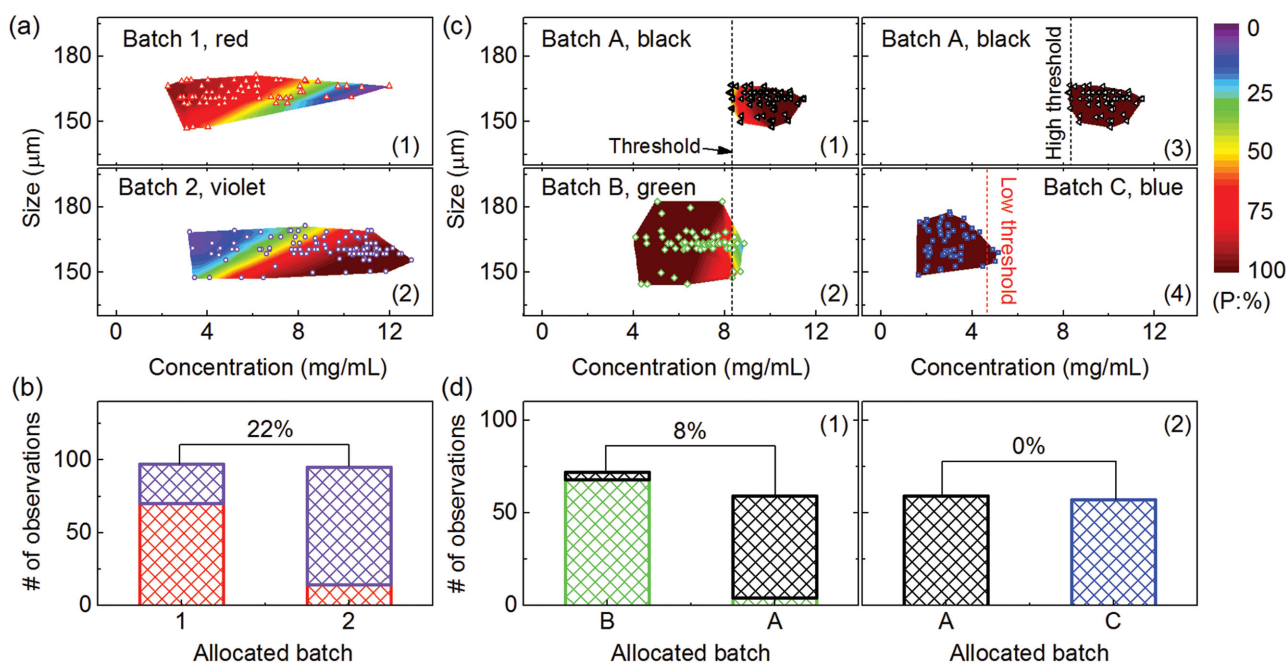 (a)
Batch 1, red
(1)
180
150
Size (μm)
Batch 2, violet
(2)
180
150
0 4 8 12
Concentration (mg/mL)
(c)
Batch A, black
Threshold
(1)
180
150
Size (μm)
Batch B, green
(2)
180
150
0 4 8 12
Batch A, black
High threshold
(3)
Batch C, blue
Low threshold
(4)
0 4 8 12
Concentration (mg/mL)
0
25
50
75
100
(P:%)
(b)
# of observations
100
50
0
22%
1 2
Allocated batch
(d)
# of observations
100
50
0
8%
(1)
B A
Allocated batch
0%
(2)
A C
Allocated batch